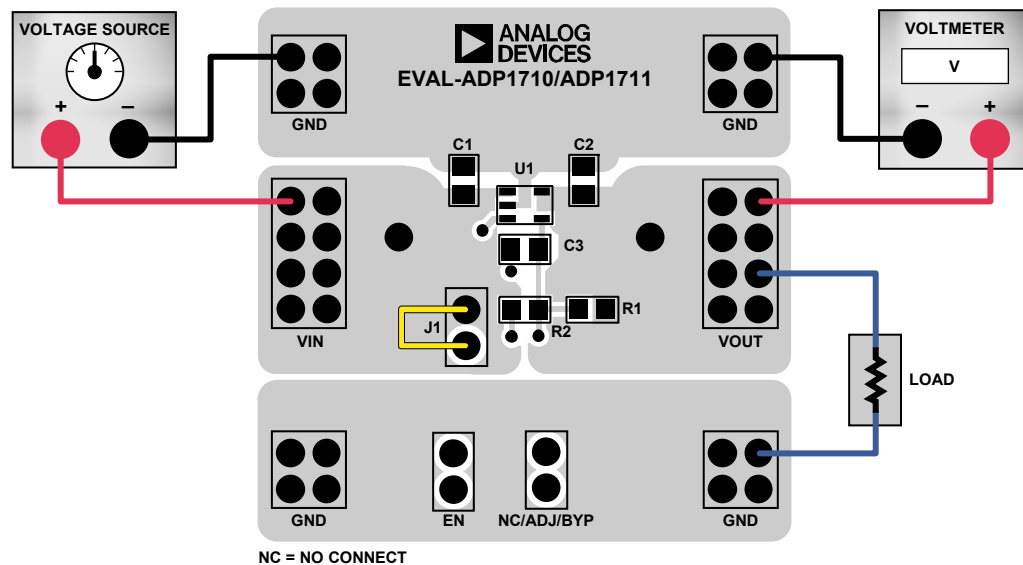 VOLTAGE SOURCE
+ −
ANALOG
DEVICES
EVAL-ADP1710/ADP1711
VOLTMETER
V
− +
GND
GND
C1
U1
C2
C3
J1
R2
R1
VIN
VOUT
LOAD
GND
EN
NC/ADJ/BYP
GND
NC = NO CONNECT